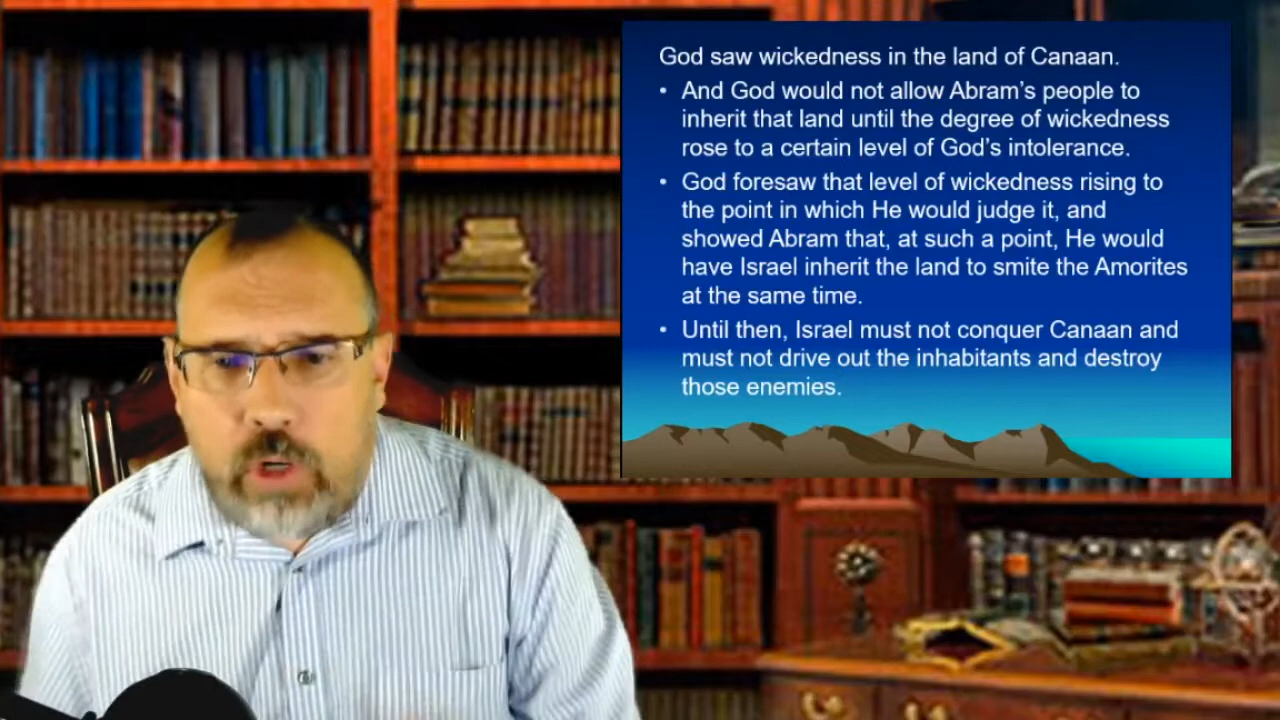 God saw wickedness in the land of Canaan.
• And God would not allow Abram’s people to
inherit that land until the degree of wickedness
rose to a certain level of God’s intolerance.
• God foresaw that level of wickedness rising to
the point in which He would judge it, and
showed Abram that, at such a point, He would
have Israel inherit the land to smite the Amorites
at the same time.
• Until then, Israel must not conquer Canaan and
must not drive out the inhabitants and destroy
those enemies.